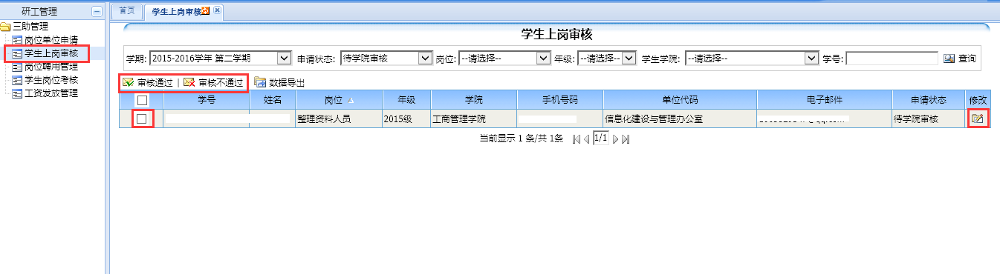 研工管理
首页 学生上岗审核
三助管理
岗位单位申请
学生上岗审核
岗位聘用管理
学生岗位考核
工资发放管理
学生上岗审核
学期: 2015-2016学年 第二学期 申请状态: 待学院审核 岗位: --请选择-- 年级: --请选择-- 学生学院: --请选择-- 学号: 查询
审核通过 | 审核不通过 数据导出
学号 姓名 岗位 年级 学院 手机号码 单位代码 电子邮件 申请状态 修改
整理资料人员 2015级 工商管理学院 信息化建设与管理办公室 待学院审核
当前显示 1 条/共 1条 1/1